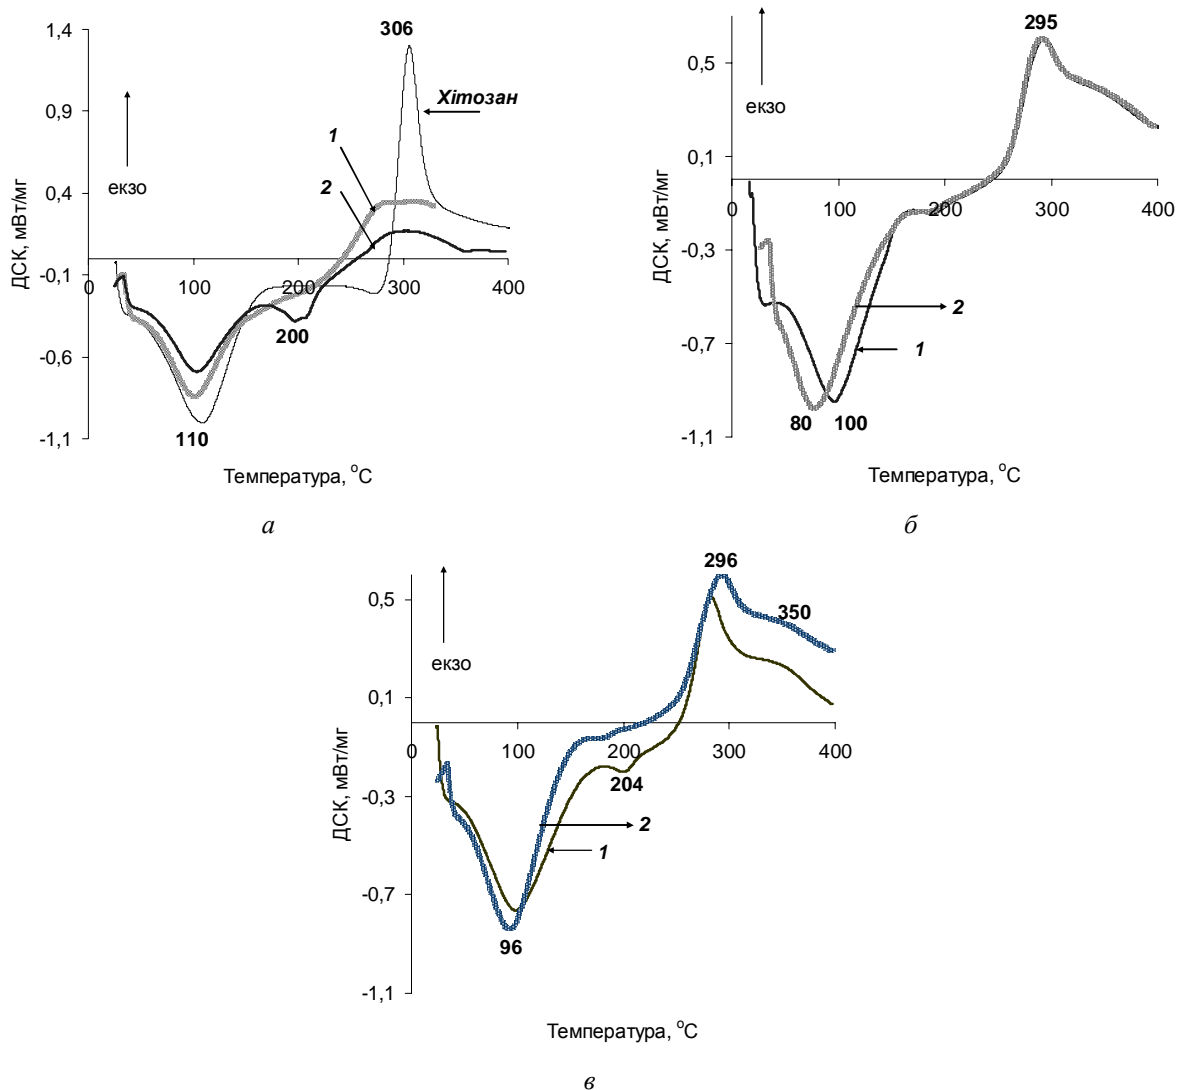 306
1,4
Хітозан
0,9
1
2
екзо
0,4
ДСК, мВт/мг
-0,1
0 100 200 300 400
-0,6
200
110
-1,1
Температура, °С
а
295
0,5
екзо
0,1
ДСК, мВт/мг
0 100 200 300 400
-0,3
2
-0,7
1
80 100
-1,1
Температура, °С
б
296
0,5
350
екзо
0,1
ДСК, мВт/мг
0 100 200 300 400
204
-0,3
2
1
-0,7
96
-1,1
Температура, °С
в